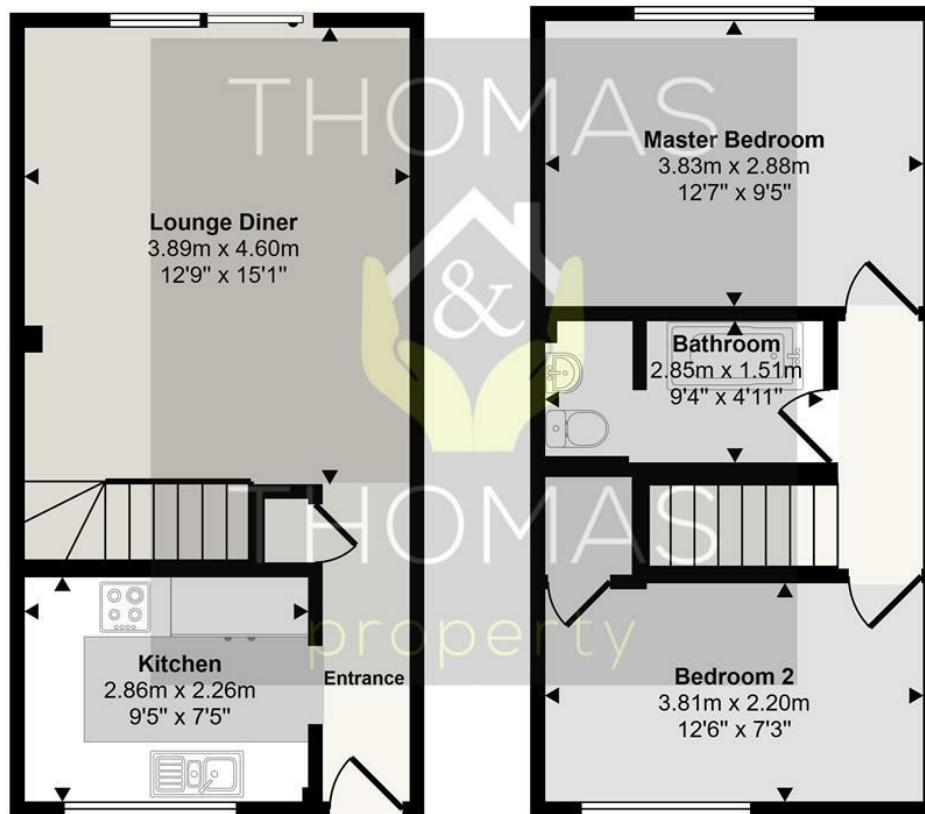 THOMAS
&
THOMAS
property
Lounge Diner
3.89m x 4.60m
12'9" x 15'1"
Kitchen
2.86m x 2.26m
9'5" x 7'5"
Entrance
Master Bedroom
3.83m x 2.88m
12'7" x 9'5"
Bathroom
2.85m x 1.51m
9'4" x 4'11"
Bedroom 2
3.81m x 2.20m
12'6" x 7'3"